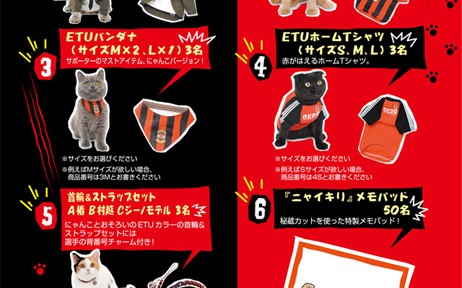 3
ETUバンダナ
(サイズM×2、L×1) 3名
サポーターのマストアイテム、にゃんこバージョン!
※サイズをお選びください
※例えばMサイズが欲しい場合、
商品番号は3Mとお書きください
4
ETUホームTシャツ
(サイズS、M、L) 3名
赤がはえるホームTシャツ。
※サイズをお選びください
※例えばSサイズが欲しい場合、
商品番号は4Sとお書きください
5
首輪&ストラップセット
A 椿 B 村越 C ジーノモデル 3名
にゃんことおそろいのETUカラーの首輪&
ストラップセットには
選手の背番号チャーム付き!
6
『ニャイキリ』メモパッド
50名
秘蔵カットを使った特製メモパッド!